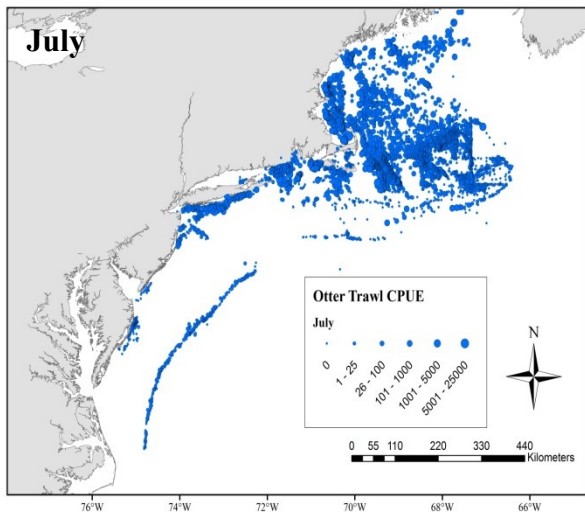 July
Otter Trawl CPUE
July
0
1 - 25
26 - 100
101 - 1000
1001 - 5000
5001 - 25000
N
0 55 110 220 330 440
Kilometers
76°W 74°W 72°W 70°W 68°W 66°W